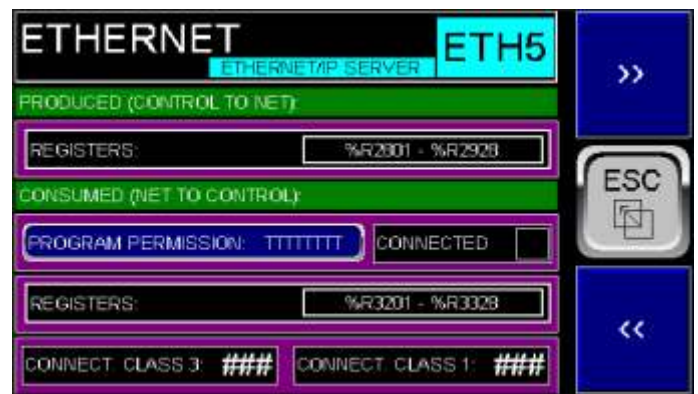 ETHERNET
ETH5
ETHERNET/IP SERVER
>>
PRODUCED (CONTROL TO NET):
REGISTERS: %R2801 - %R2928
ESC
CONSUMED (NET TO CONTROL):
PROGRAM PERMISSION: TTTTTTTT CONNECTED
REGISTERS: %R3201 - %R3328
<<
CONNECT CLASS 3: ### CONNECT CLASS 1: ###